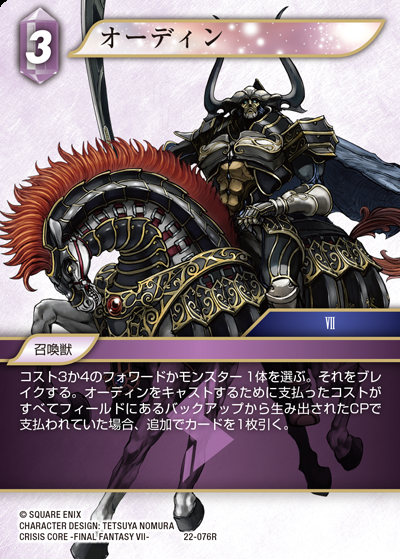 3
オーディン
VII
召喚獣
コスト3か4のフォワードかモンスター1体を選ぶ。それをブレ
イクする。オーディンをキャストするために支払ったコストが
すべてフィールドにあるバックアップから生み出されたCPで
支払われていた場合、追加でカードを1枚引く。
© SQUARE ENIX
CHARACTER DESIGN: TETSUYA NOMURA
CRISIS CORE -FINAL FANTASY VII-
22-076R